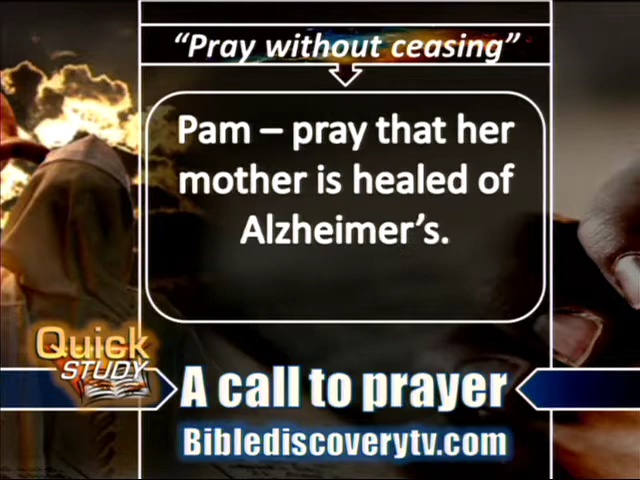 “Pray without ceasing”
Pam – pray that her
mother is healed of
Alzheimer’s.
Quick
STUDY
A call to prayer
Biblediscoverytv.com